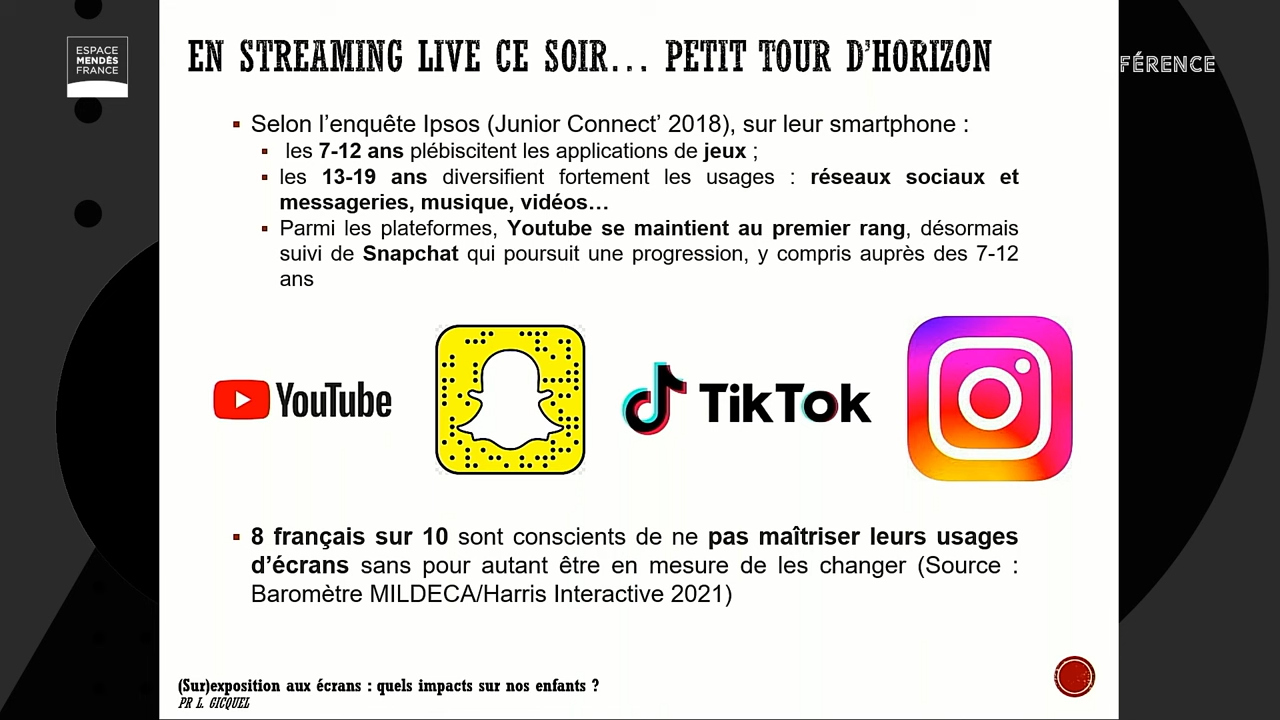 ESPACE
MENDÈS
FRANCE
EN STREAMING LIVE CE SOIR... PETIT TOUR D'HORIZON
FÉRENCE
Selon l'enquête Ipsos (Junior Connect' 2018), sur leur smartphone :
les 7-12 ans plébiscitent les applications de jeux ;
les 13-19 ans diversifient fortement les usages : réseaux sociaux et
messageries, musique, vidéos...
Parmi les plateformes, Youtube se maintient au premier rang, désormais
suivi de Snapchat qui poursuit une progression, y compris auprès des 7-12
ans
YouTube
TikTok
8 français sur 10 sont conscients de ne pas maîtriser leurs usages
d'écrans sans pour autant être en mesure de les changer (Source :
Baromètre MILDECA/Harris Interactive 2021)
(Sur)exposition aux écrans : quels impacts sur nos enfants ?
PR L. GICQUEL